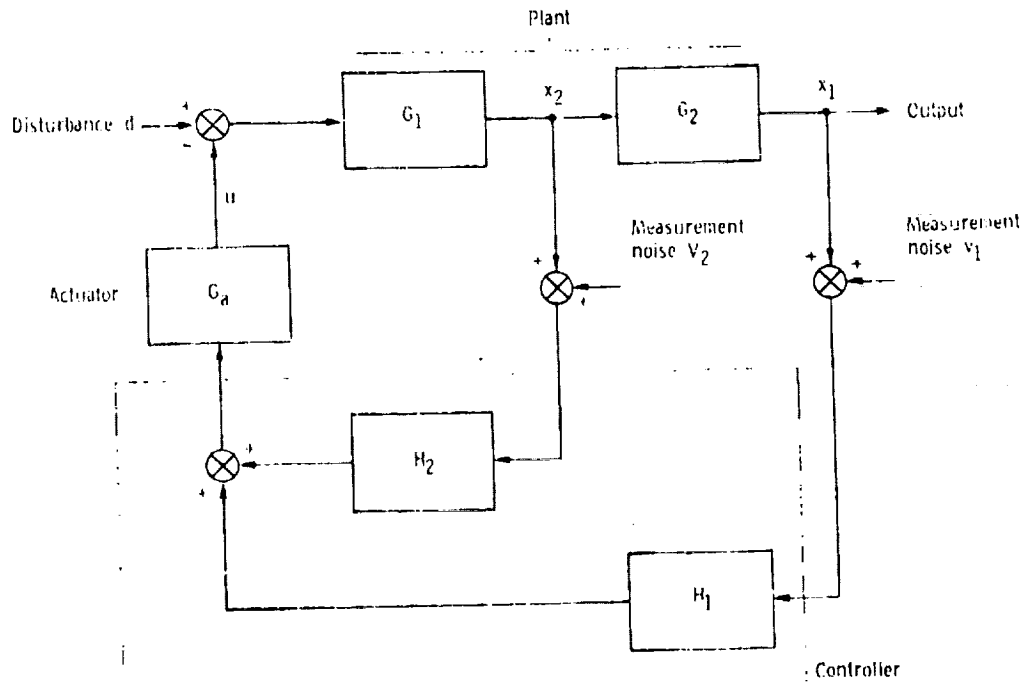 Plant
x₂
x₁
Disturbance d
+
G₁
G₂
Output
u
Measurement
noise V₂
Measurement
noise v₁
+
+
+
Actuator
Gₐ
+
H₂
+
H₁
Controller